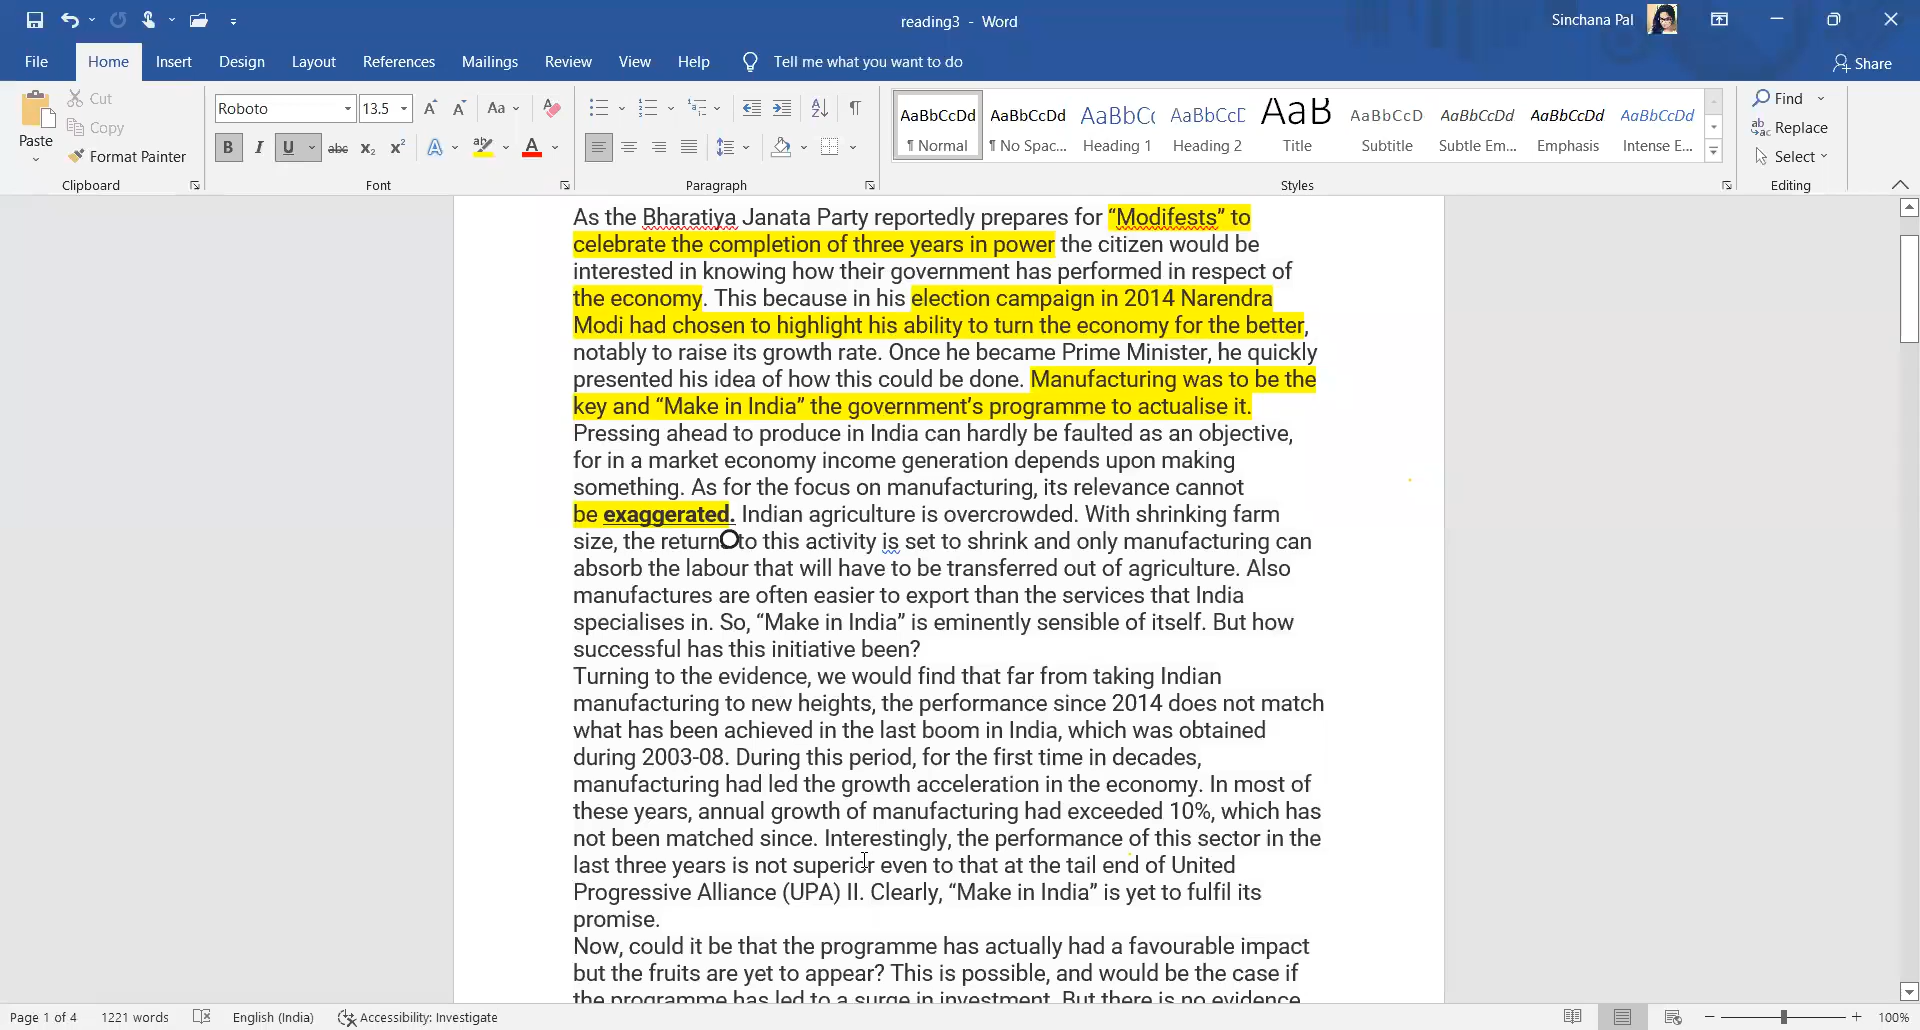 reading3 - Word
Sinchana Pal
File Home Insert Design Layout References Mailings Review View Help Tell me what you want to do Share
Paste
Cut
Copy
Format Painter
Clipboard
Roboto 13.5
Font
Paragraph
AaBbCcDd AaBbCcDd AaBbC AaBbCcD AaB AaBbCcD AaBbCcDd AaBbCcDd AaBbCcDd
¶ Normal ¶ No Spac... Heading 1 Heading 2 Title Subtitle Subtle Em... Emphasis Intense E...
Styles
Find
Replace
Select
Editing
As the Bharatiya Janata Party reportedly prepares for “Modifests” to
celebrate the completion of three years in power the citizen would be
interested in knowing how their government has performed in respect of
the economy. This because in his election campaign in 2014 Narendra
Modi had chosen to highlight his ability to turn the economy for the better,
notably to raise its growth rate. Once he became Prime Minister, he quickly
presented his idea of how this could be done. Manufacturing was to be the
key and “Make in India” the government’s programme to actualise it.
Pressing ahead to produce in India can hardly be faulted as an objective,
for in a market economy income generation depends upon making
something. As for the focus on manufacturing, its relevance cannot
be exaggerated. Indian agriculture is overcrowded. With shrinking farm
size, the return to this activity is set to shrink and only manufacturing can
absorb the labour that will have to be transferred out of agriculture. Also
manufactures are often easier to export than the services that India
specialises in. So, “Make in India” is eminently sensible of itself. But how
successful has this initiative been?
Turning to the evidence, we would find that far from taking Indian
manufacturing to new heights, the performance since 2014 does not match
what has been achieved in the last boom in India, which was obtained
during 2003-08. During this period, for the first time in decades,
manufacturing had led the growth acceleration in the economy. In most of
these years, annual growth of manufacturing had exceeded 10%, which has
not been matched since. Interestingly, the performance of this sector in the
last three years is not superior even to that at the tail end of United
Progressive Alliance (UPA) II. Clearly, “Make in India” is yet to fulfil its
promise.
Now, could it be that the programme has actually had a favourable impact
but the fruits are yet to appear? This is possible, and would be the case if
the programme has led to a surge in investment. But there is no evidence
Page 1 of 4 1221 words English (India) Accessibility: Investigate 100%